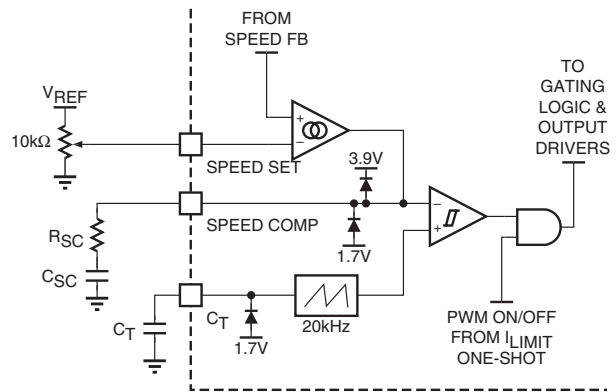 FROM
SPEED FB
TO
GATING
LOGIC &
OUTPUT
DRIVERS
VREF
10kΩ
+
−
SPEED SET
3.9V
SPEED COMP
1.7V
−
+
RSC
CSC
CT
CT
1.7V
20kHz
PWM ON/OFF
FROM ILIMIT
ONE-SHOT